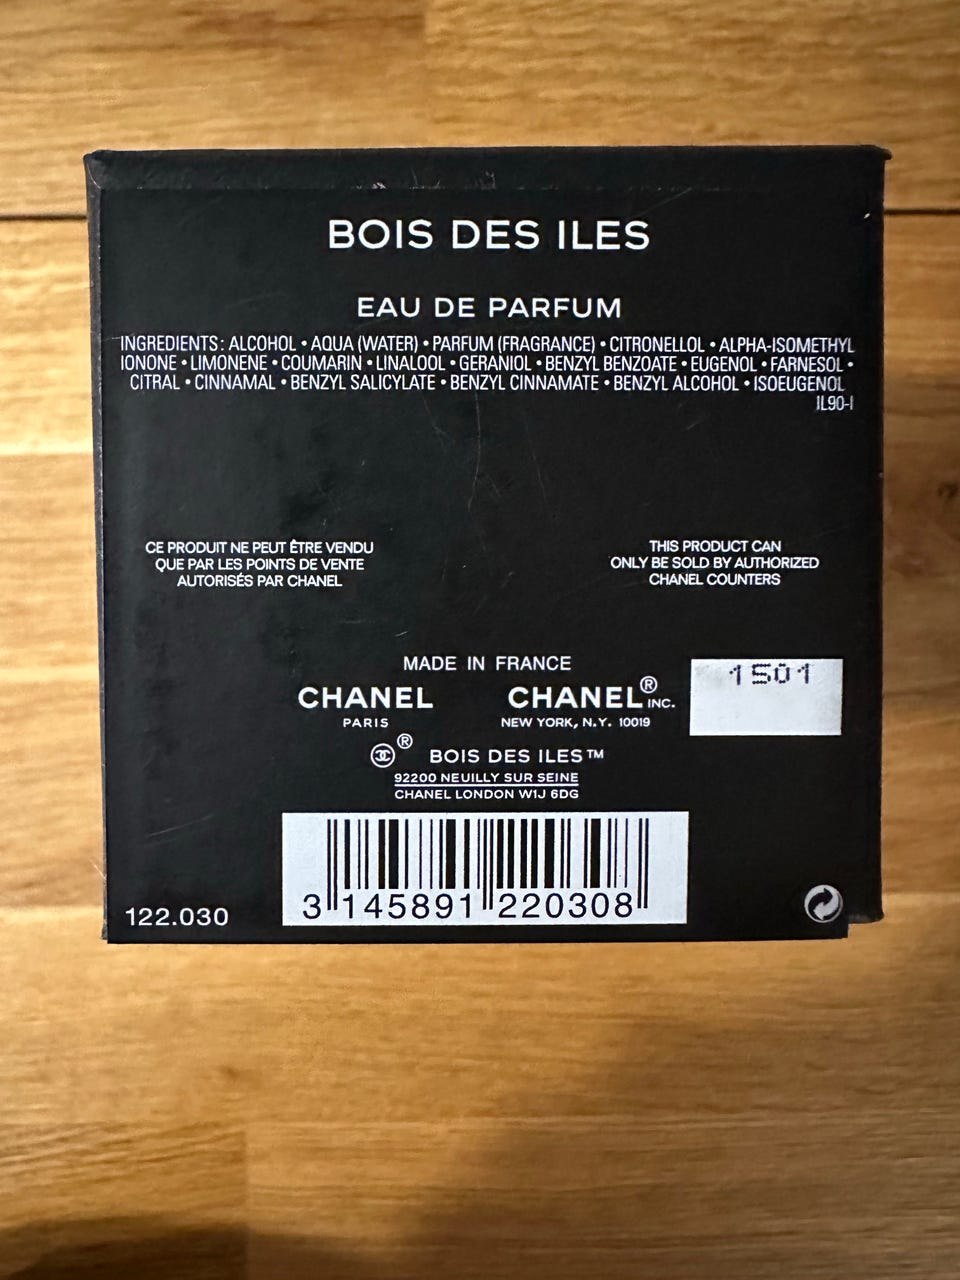 BOIS DES ILES
EAU DE PARFUM
INGREDIENTS: ALCOHOL • AQUA (WATER) • PARFUM (FRAGRANCE) • CITRONELLOL • ALPHA-ISOMETHYL
IONONE • LIMONENE • COUMARIN • LINALOOL • GERANIOL • BENZYL BENZOATE • EUGENOL • FARNESOL •
CITRAL • CINNAMAL • BENZYL SALICYLATE • BENZYL CINNAMATE • BENZYL ALCOHOL • ISOEUGENOL
IL90-I
CE PRODUIT NE PEUT ÊTRE VENDU
QUE PAR LES POINTS DE VENTE
AUTORISÉS PAR CHANEL
THIS PRODUCT CAN
ONLY BE SOLD BY AUTHORIZED
CHANEL COUNTERS
MADE IN FRANCE
CHANEL
PARIS
CHANEL® INC.
NEW YORK, N.Y. 10019
1501
® BOIS DES ILES™
92200 NEUILLY SUR SEINE
CHANEL LONDON W1J 6DG
3 145891 220308
122.030